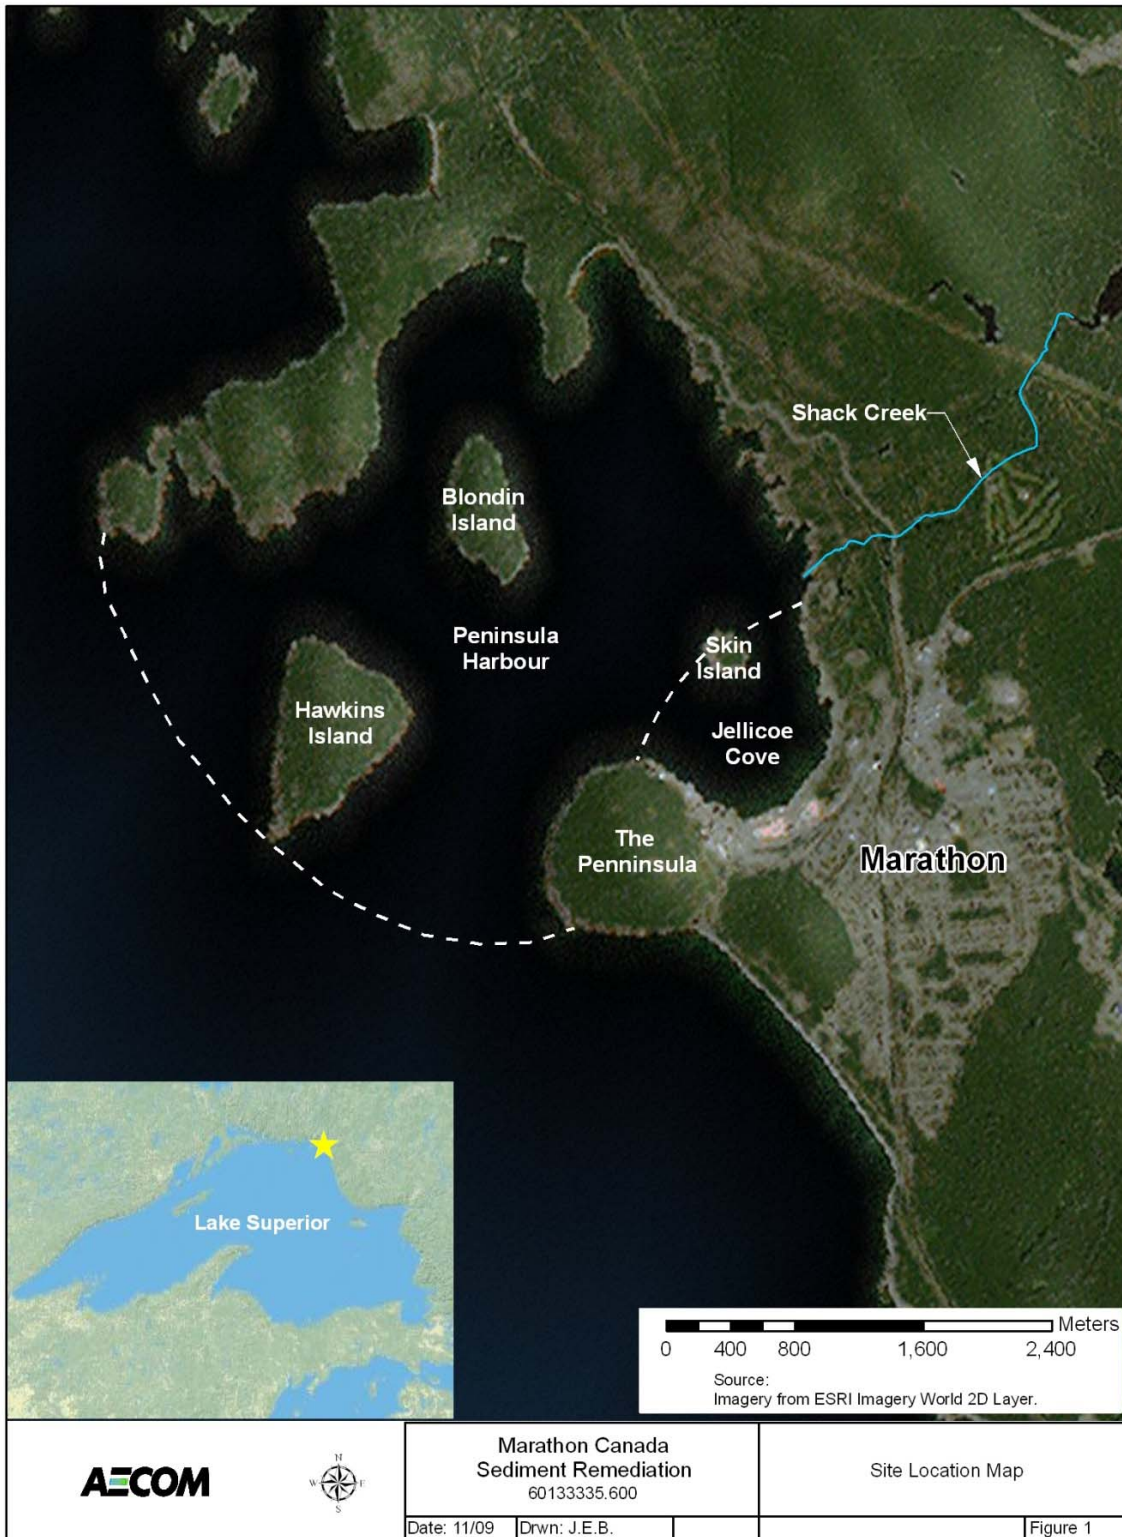 Shack Creek
Blondin
Island
Peninsula
Harbour
Skin
Island
Hawkins
Island
Jellicoe
Cove
The
Penninsula
Marathon
Lake Superior
Meters
0 400 800 1,600 2,400
Source:
Imagery from ESRI Imagery World 2D Layer.
AECOM
N
W E
S
Marathon Canada
Sediment Remediation
60133335.600
Site Location Map
Date: 11/09 Drwn: J.E.B. Figure 1